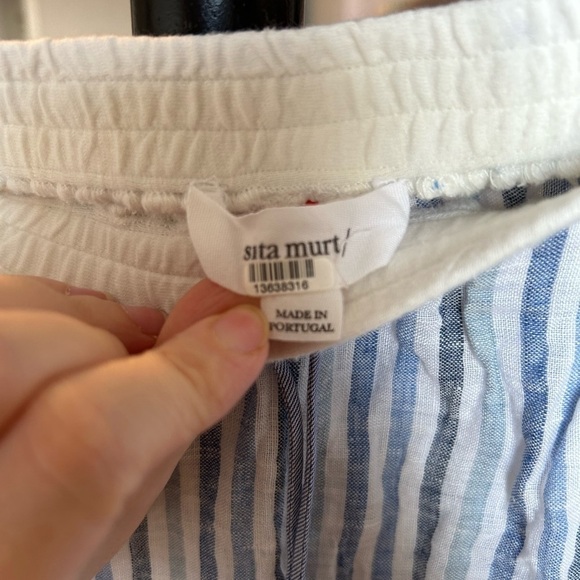 sita murt/
13638316
MADE IN
PORTUGAL